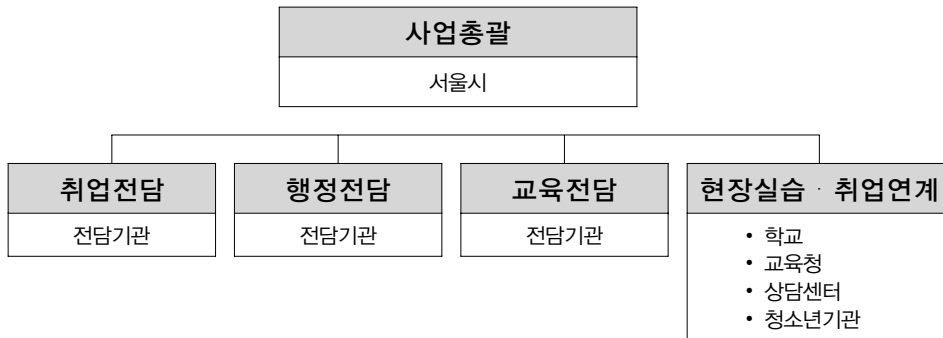 사업총괄
서울시
취업전담
전담기관
행정전담
전담기관
교육전담
전담기관
현장실습 · 취업연계
• 학교
• 교육청
• 상담센터
• 청소년기관